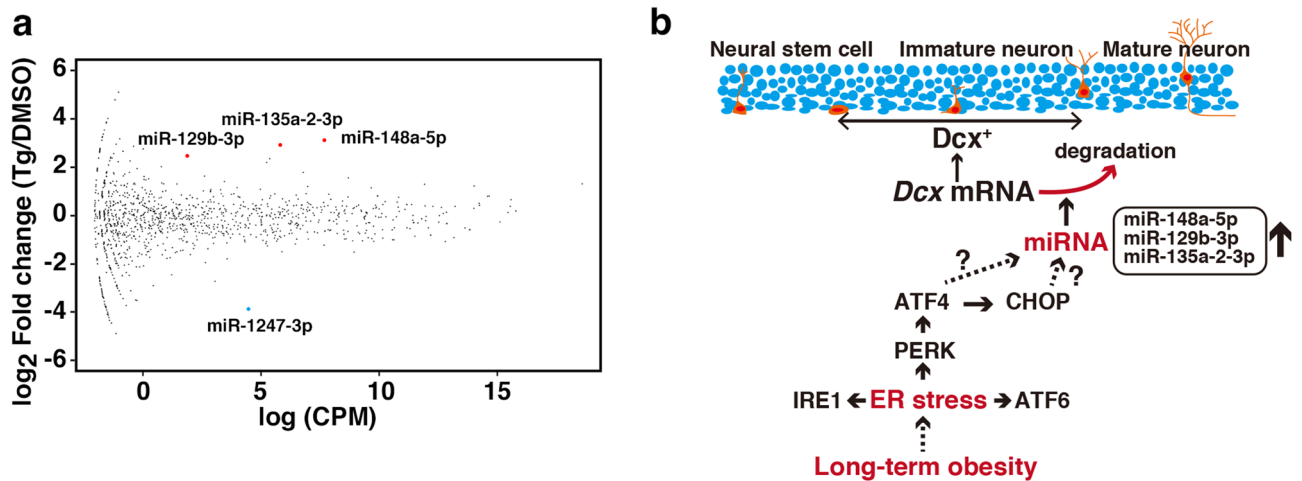 a
log2 Fold change (Tg/DMSO)
6
4
2
0
-2
-4
-6
miR-129b-3p
miR-135a-2-3p
miR-148a-5p
miR-1247-3p
0
5
10
15
log (CPM)
b
Neural stem cell
Immature neuron
Mature neuron
Dcx+
degradation
Dcx mRNA
miRNA
miR-148a-5p
miR-129b-3p
miR-135a-2-3p
?
?
ATF4
CHOP
PERK
IRE1
ER stress
ATF6
Long-term obesity